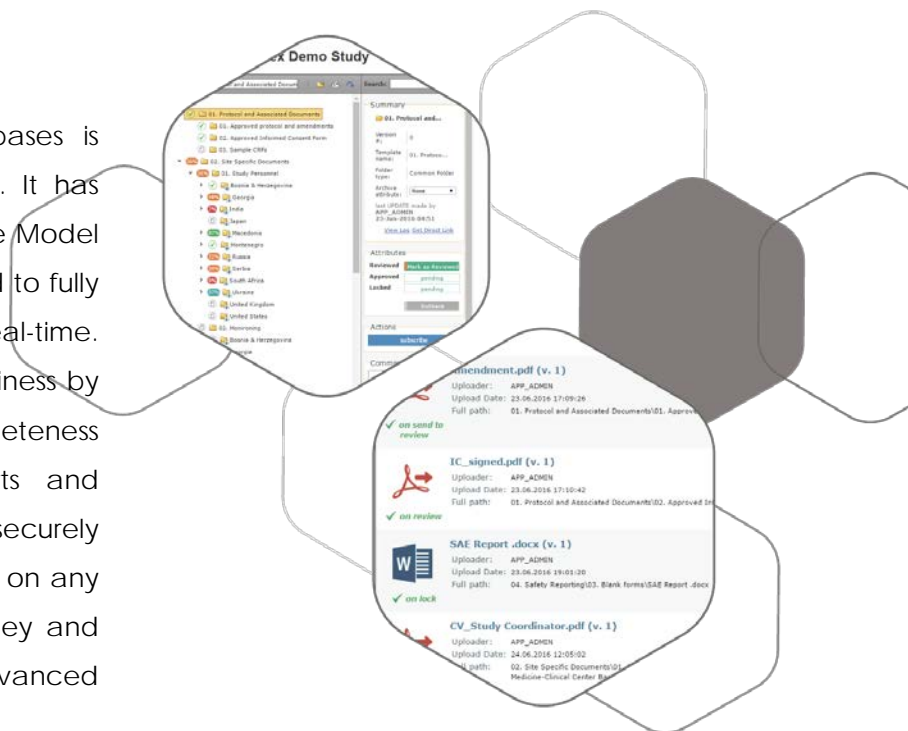 bases is
. It has
e Model
to fully
eal-time.
iness by
eteness
ts and
securely
on any
ey and
vanced
ex Demo Study
Search:
01. Protocol and Associated Documents
01. Approved protocol and amendments
02. Approved Informed Consent Form
03. Sample CRFs
02. Site Specific Documents
01. Study Personnel
Bosnia & Herzegovina
Georgia
India
Japan
Macedonia
Montenegro
Russia
Serbia
South Africa
Ukraine
United Kingdom
United States
02. Monitoring
Bosnia & Herzegovina
Summary
01. Protocol and...
Version #: 0
Template name: 01. Protoco...
Folder type: Common Folder
Archive attribute: None
last UPDATE made by
APP_ADMIN
View Log Get Direct Link
Attributes
Reviewed Mark as Reviewed
Approved pending
Locked pending
Actions
subscribe
mendment.pdf (v. 1)
Uploader: APP_ADMIN
Upload Date: 23.06.2016 17:09:26
Full path: 01. Protocol and Associated Documents\01. Approve
on send to review
IC_signed.pdf (v. 1)
Uploader: APP_ADMIN
Upload Date: 23.06.2016 17:10:42
Full path: 01. Protocol and Associated Documents\02. Approved In
on review
SAE Report .docx (v. 1)
Uploader: APP_ADMIN
Upload Date: 23.06.2016 19:01:20
Full path: 04. Safety Reporting\03. Blank forms\SAE Report .docx
on lock
CV_Study Coordinator.pdf (v. 1)
Uploader: APP_ADMIN
Upload Date: 24.06.2016 12:05:02
path: 02. Site Specific Documents\01.
Medicine-Clinical Center